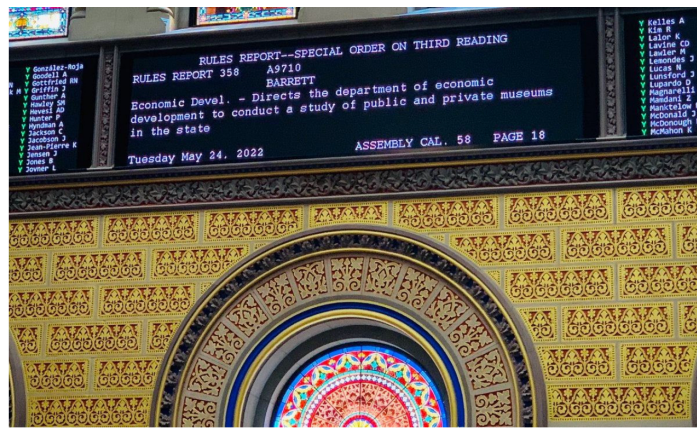 Y González-Roja
Y Goodell A
Y Gottfried RN
Y Griffin J
Y Gunther A
Y Hawley SM
Y Hevesi AD
Y Hunter P
Y Hyndman A
Y Jackson C
Y Jacobson J
Y Jean-Pierre K
Y Jensen J
Y Jones B
Y Joyner L
RULES REPORT--SPECIAL ORDER ON THIRD READING
RULES REPORT 358 A9710
BARRETT
Economic Devel. - Directs the department of economic
development to conduct a study of public and private museums
in the state
Tuesday May 24, 2022 ASSEMBLY CAL. 58 PAGE 18
Y Kelles A
Y Kim R
Y Lalor K
Y Lavine CD
Y Lawler M
Y Lemondes J
Y Lucas N
Y Lunsford J
Y Lupardo D
Y Magnarelli
Y Mamdani Z
Y Manktelow
Y McDonald J
Y McDonough
Y McMahon K